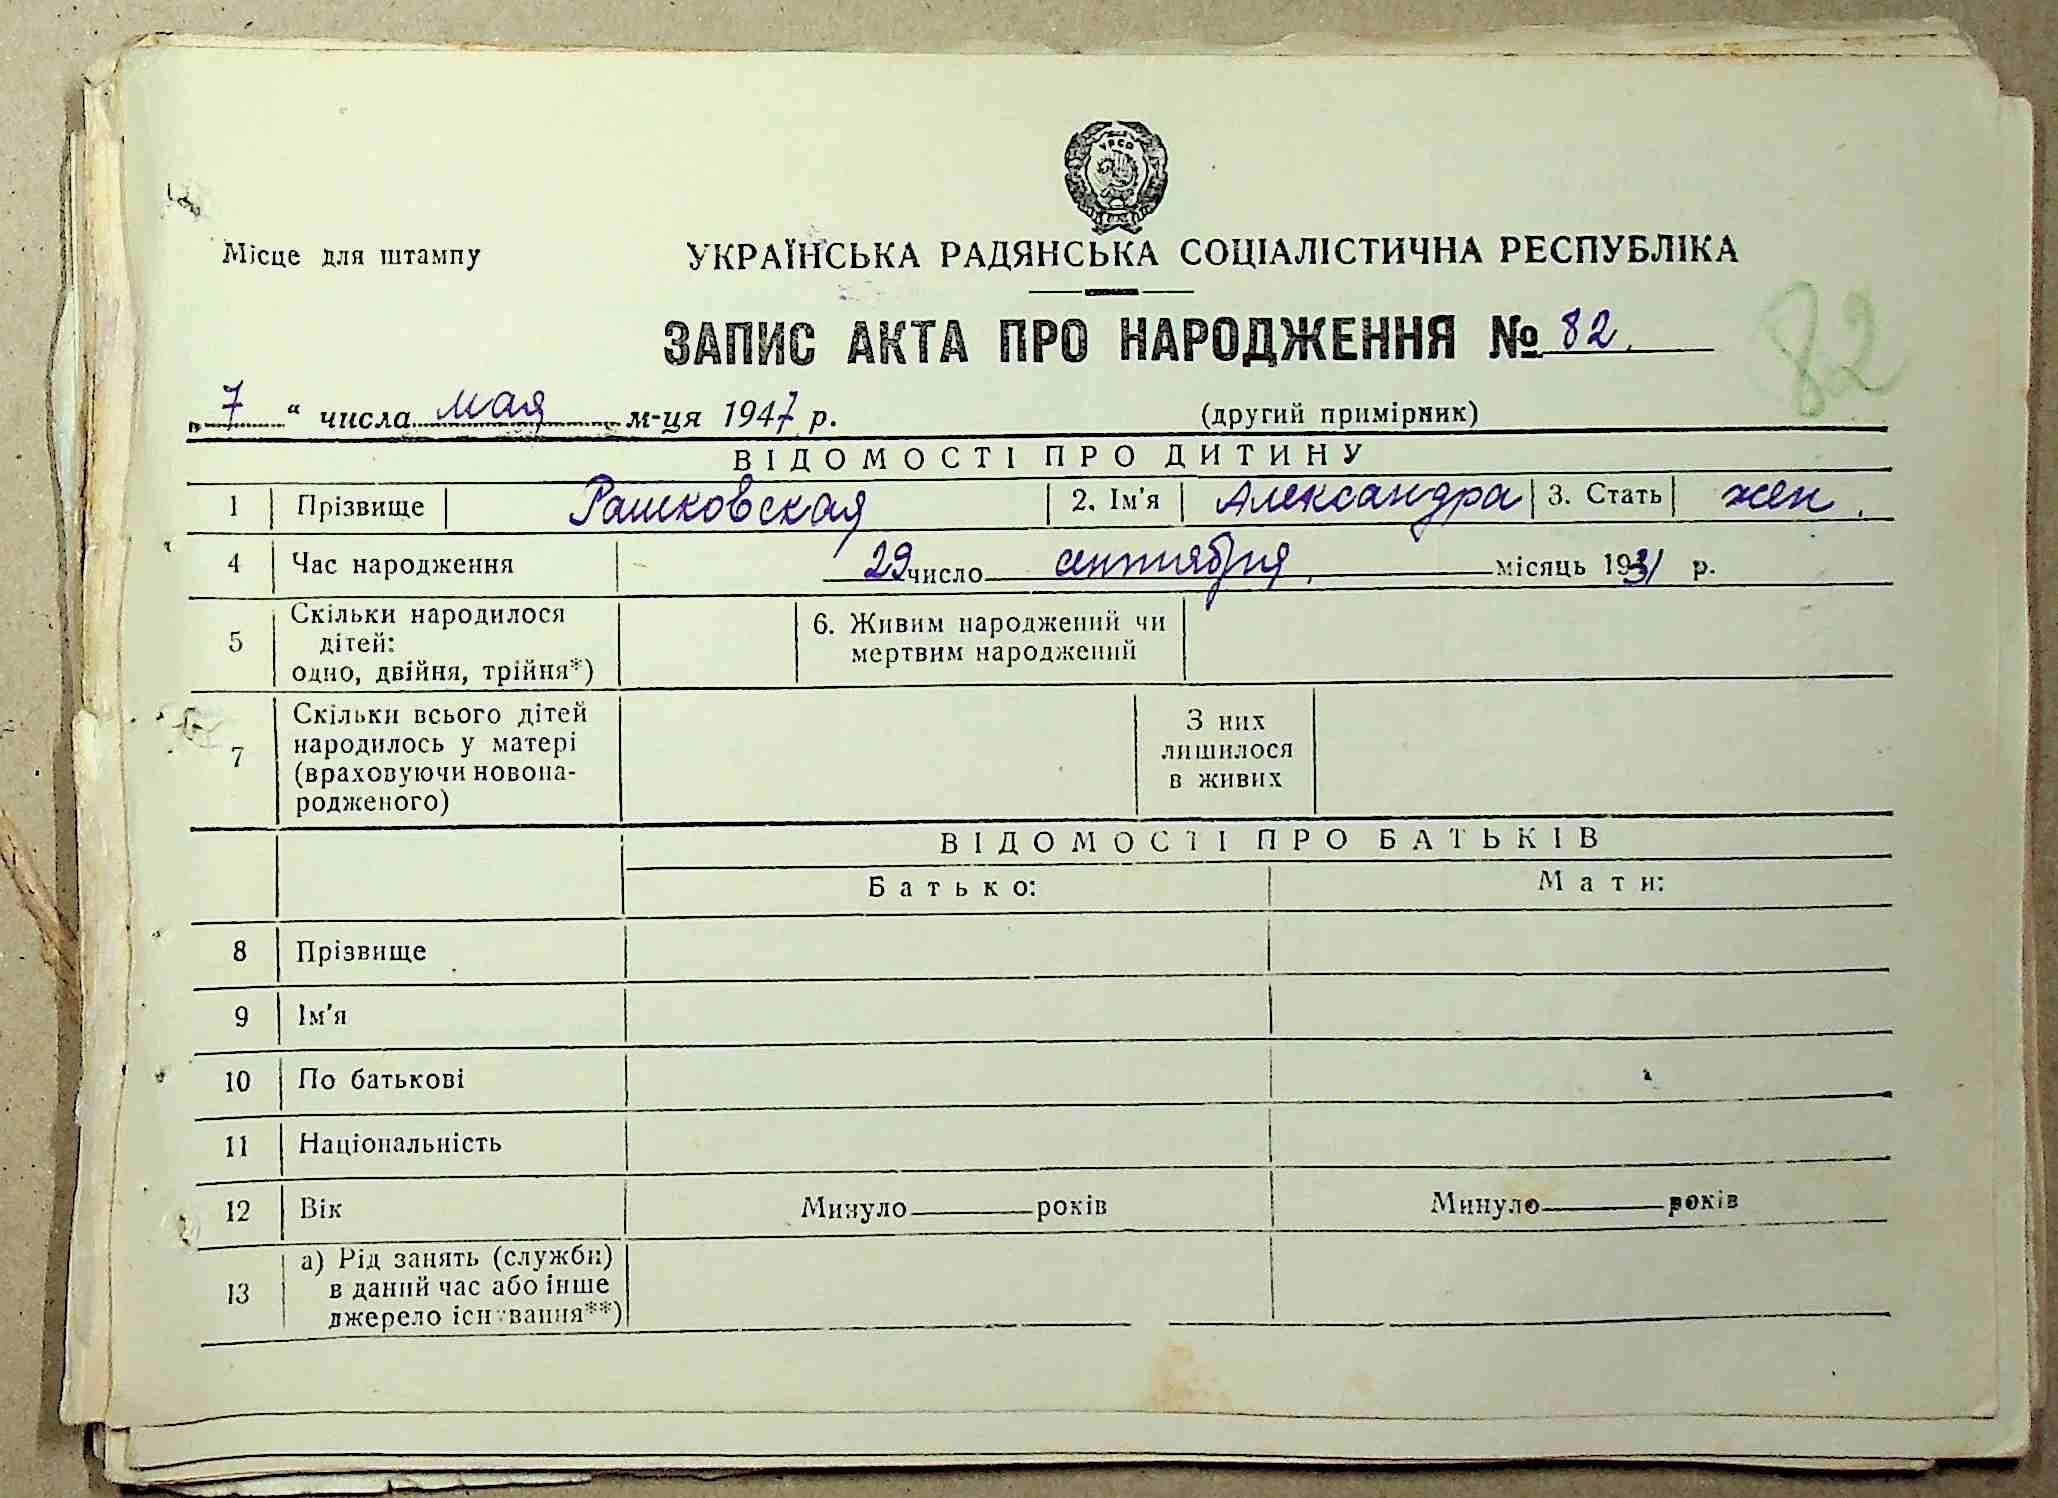 УРСР
Місце для штампу
УКРАЇНСЬКА РАДЯНСЬКА СОЦІАЛІСТИЧНА РЕСПУБЛІКА
ЗАПИС АКТА ПРО НАРОДЖЕННЯ № 82.
82
„ 7 “ числа мая м-ця 1947 р.
(другий примірник)
ВІДОМОСТІ ПРО ДИТИНУ
1 Прізвище Рашковская 2. Ім'я Александра 3. Стать жен.
4 Час народження 29 число сентября місяць 1931 р.
5 Скільки народилося дітей: одно, двійня, трійня*)
6. Живим народжений чи мертвим народжений
7 Скільки всього дітей народилось у матері (враховуючи новона-родженого)
З них лишилося в живих
ВІДОМОСТІ ПРО БАТЬКІВ
Батько: Мати:
8 Прізвище
9 Ім'я
10 По батькові
11 Національність
12 Вік Минуло років Минуло років
13 а) Рід занять (служби) в даний час або інше джерело існування**)